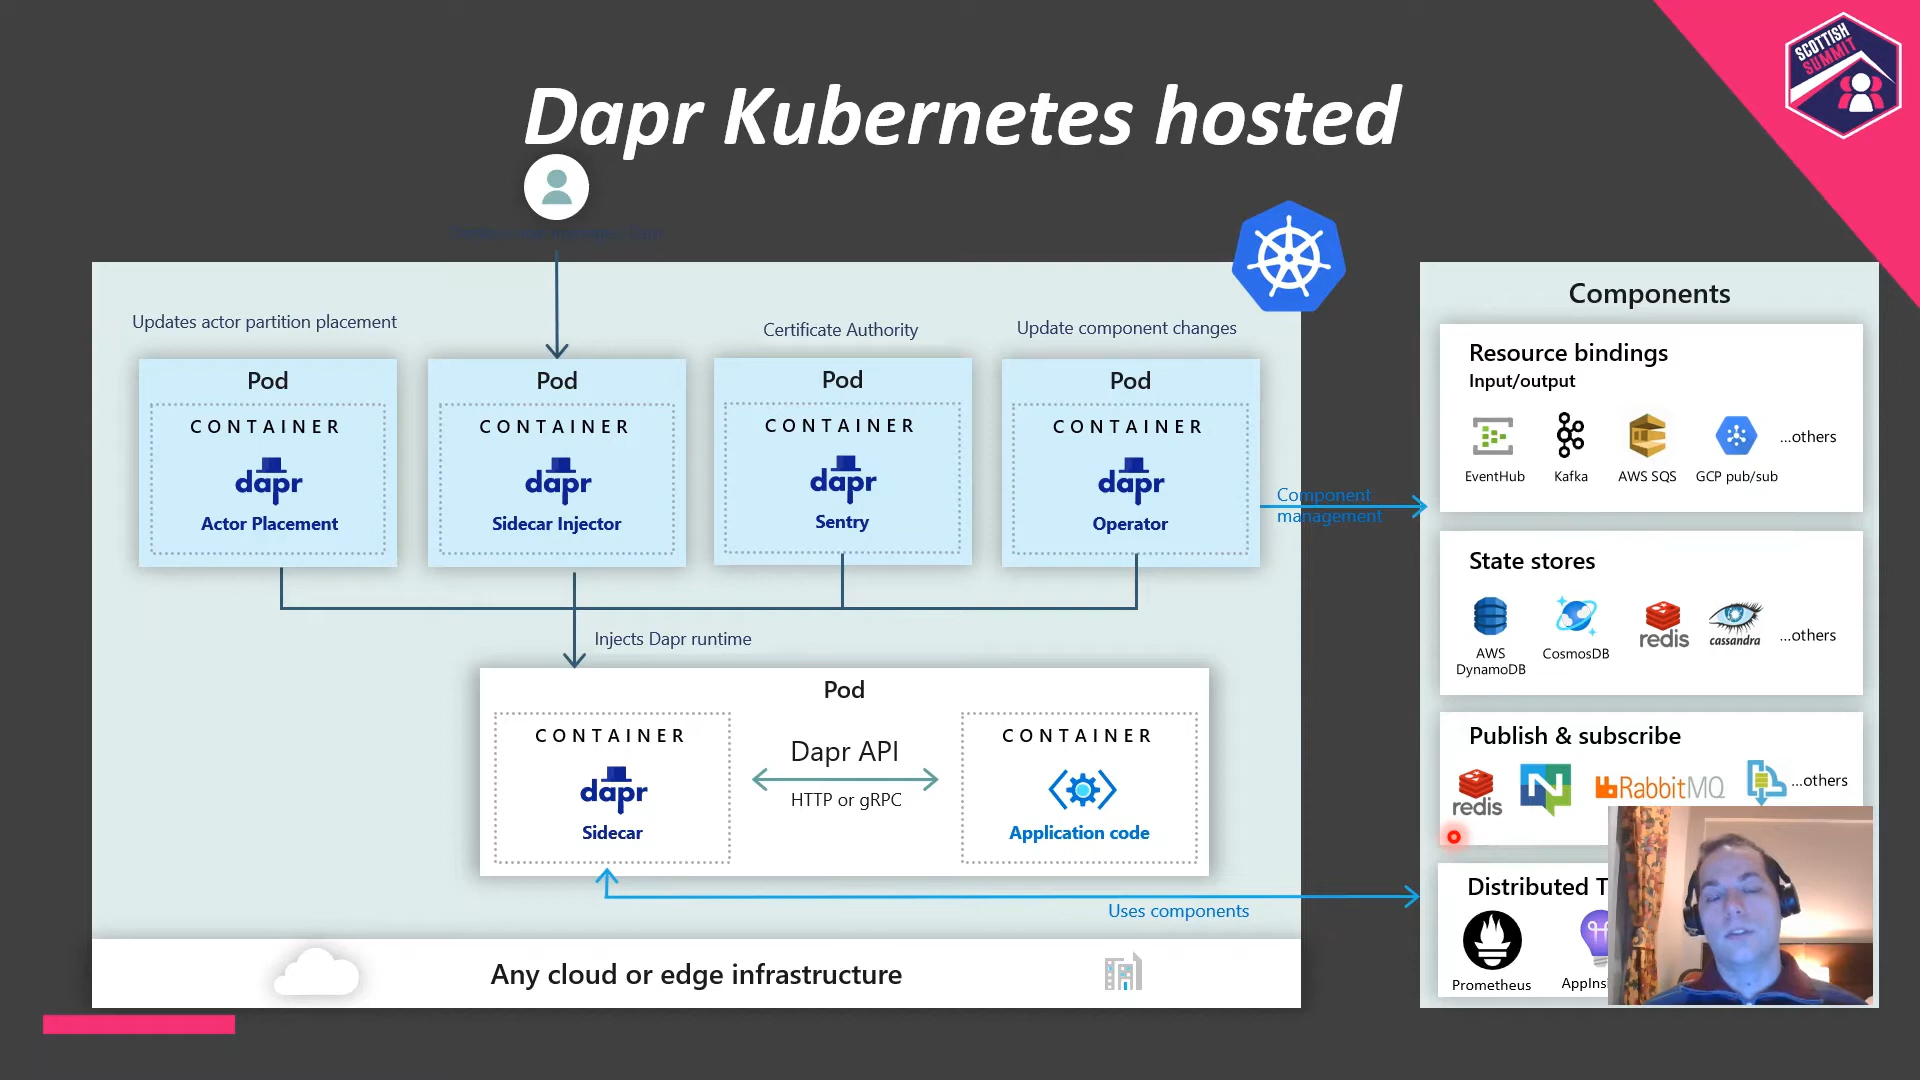 SCOTTISH
SUMMIT
Dapr Kubernetes hosted
Updates actor partition placement
Certificate Authority
Update component changes
Pod
CONTAINER
dapr
Actor Placement
Pod
CONTAINER
dapr
Sidecar Injector
Pod
CONTAINER
dapr
Sentry
Pod
CONTAINER
dapr
Operator
Component
management
Injects Dapr runtime
Pod
CONTAINER
dapr
Sidecar
Dapr API
HTTP or gRPC
CONTAINER
Application code
Uses components
Any cloud or edge infrastructure
Components
Resource bindings
Input/output
EventHub
Kafka
AWS SQS
GCP pub/sub
...others
State stores
AWS
DynamoDB
CosmosDB
redis
cassandra
...others
Publish & subscribe
redis
N
RabbitMQ
...others
Distributed T
Prometheus
AppIns